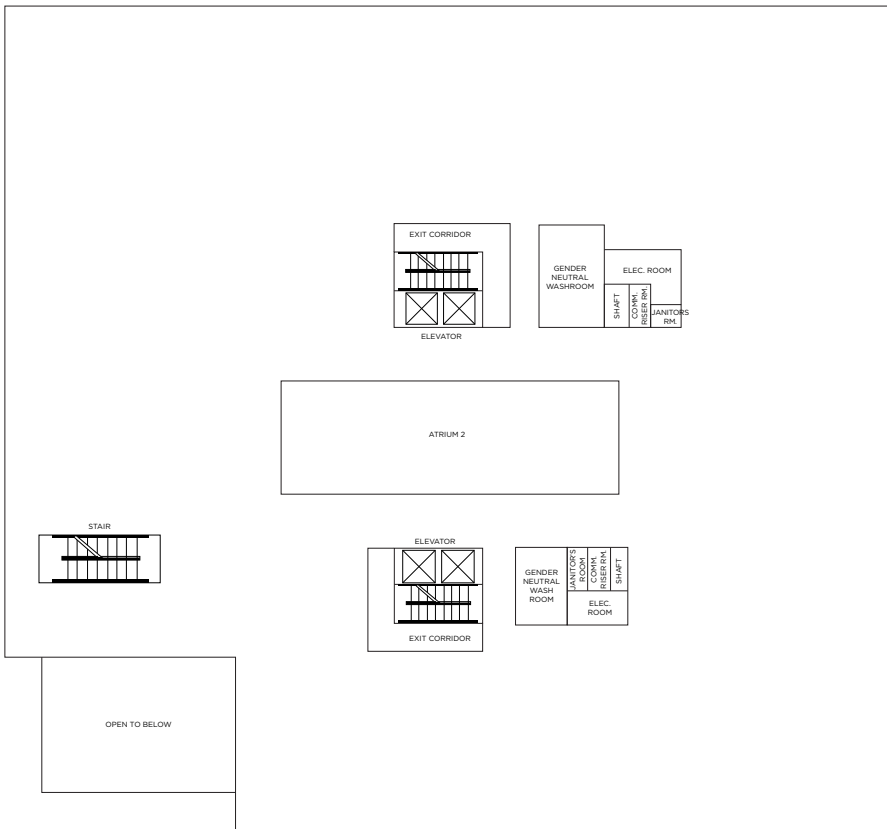 EXIT CORRIDOR
GENDER
NEUTRAL
WASHROOM
ELEC. ROOM
SHAFT
COMM.
RISER RM.
JANITORS
RM.
ELEVATOR
ATRIUM 2
STAIR
ELEVATOR
GENDER
NEUTRAL
WASH
ROOM
JANITOR'S
ROOM
COMM.
RISER RM.
SHAFT
ELEC.
ROOM
EXIT CORRIDOR
OPEN TO BELOW